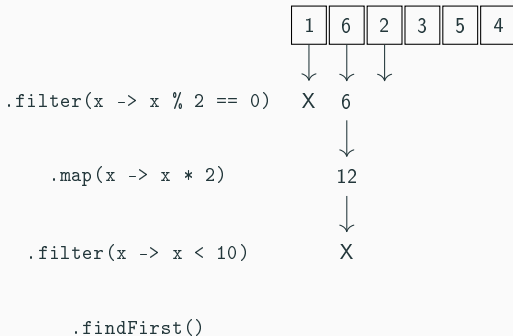 1 6 2 3 5 4
.filter(x -> x % 2 == 0) X 6
.map(x -> x * 2) 12
.filter(x -> x < 10) X
.findFirst()